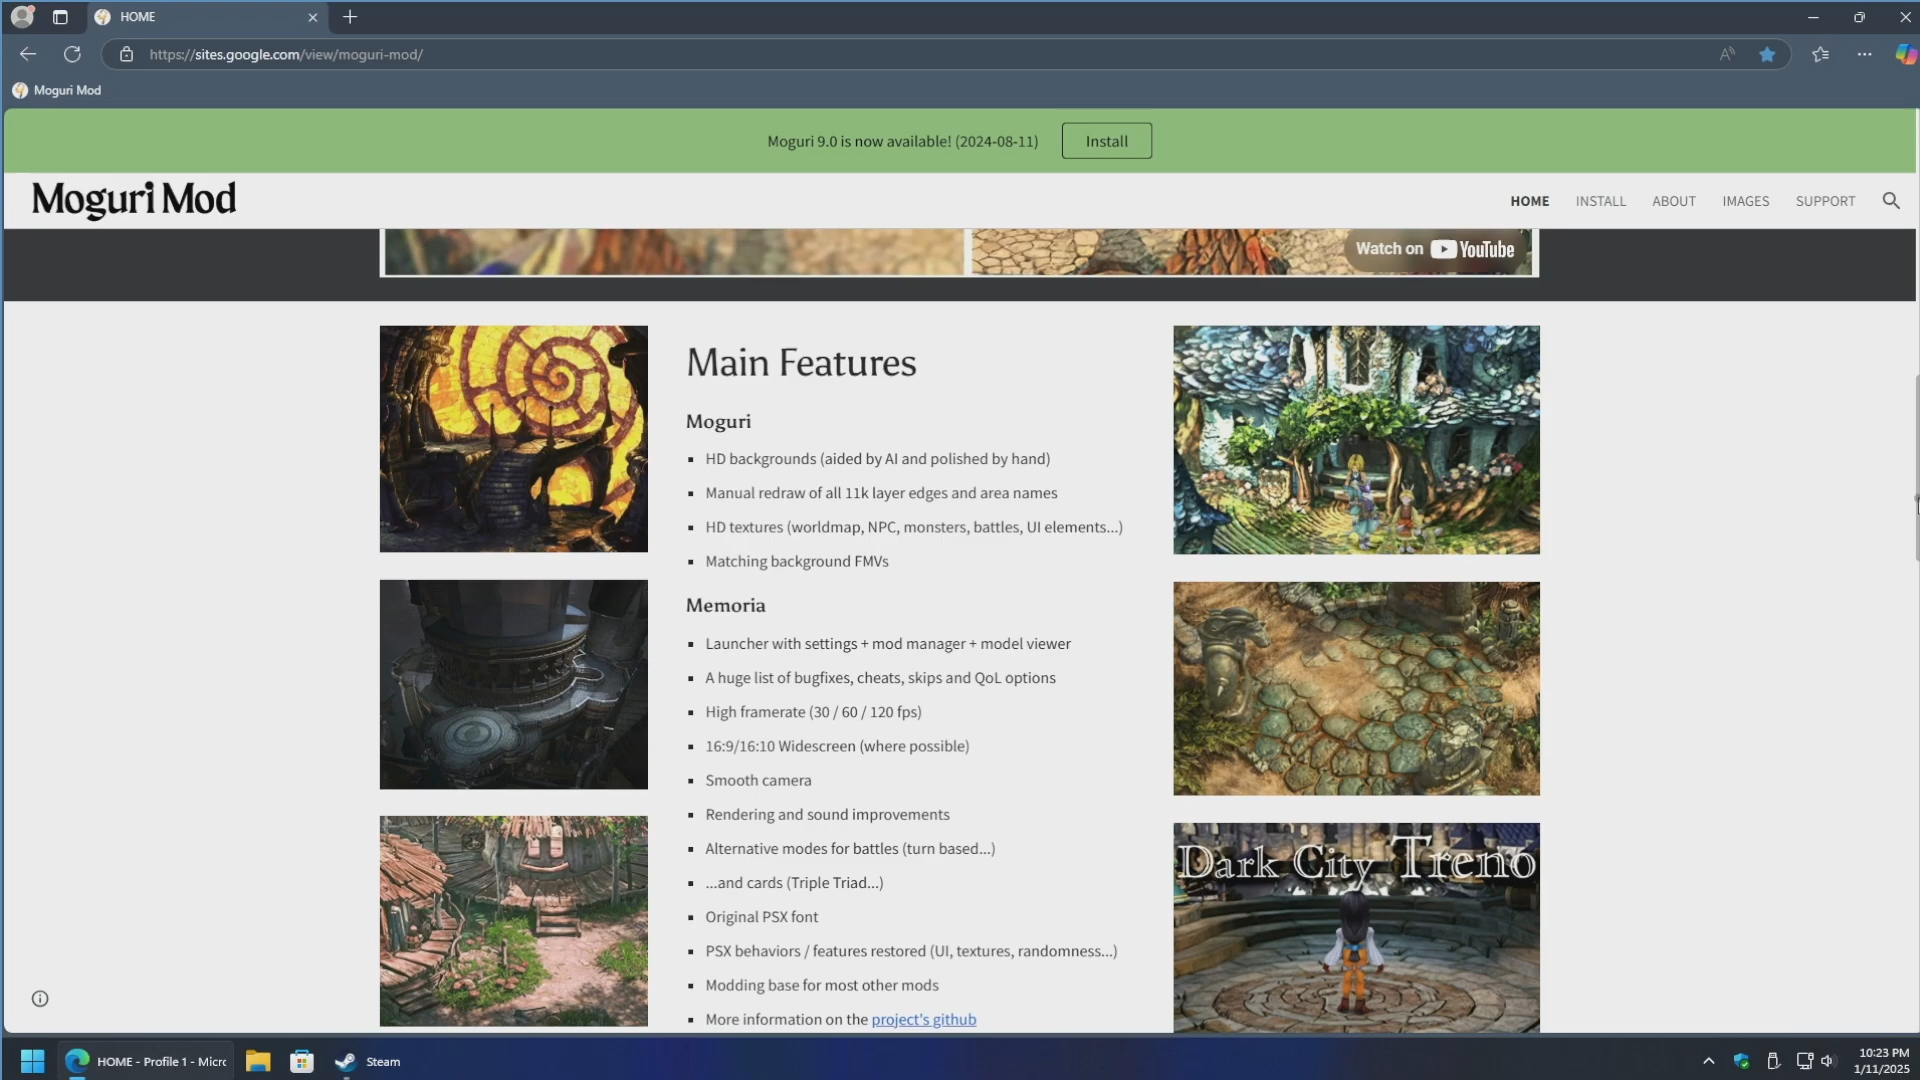 HOME
https://sites.google.com/view/moguri-mod/
Moguri Mod
Moguri 9.0 is now available! (2024-08-11)
Install
Moguri Mod
HOME
INSTALL
ABOUT
IMAGES
SUPPORT
Watch on YouTube
Main Features
Moguri
HD backgrounds (aided by AI and polished by hand)
Manual redraw of all 11k layer edges and area names
HD textures (worldmap, NPC, monsters, battles, UI elements...)
Matching background FMVs
Memoria
Launcher with settings + mod manager + model viewer
A huge list of bugfixes, cheats, skips and QoL options
High framerate (30 / 60 / 120 fps)
16:9/16:10 Widescreen (where possible)
Smooth camera
Rendering and sound improvements
Alternative modes for battles (turn based...)
...and cards (Triple Triad...)
Original PSX font
PSX behaviors / features restored (UI, textures, randomness...)
Modding base for most other mods
More information on the project's github
Dark City Treno
HOME - Profile 1 - Micro
Steam
10:23 PM
1/11/2025